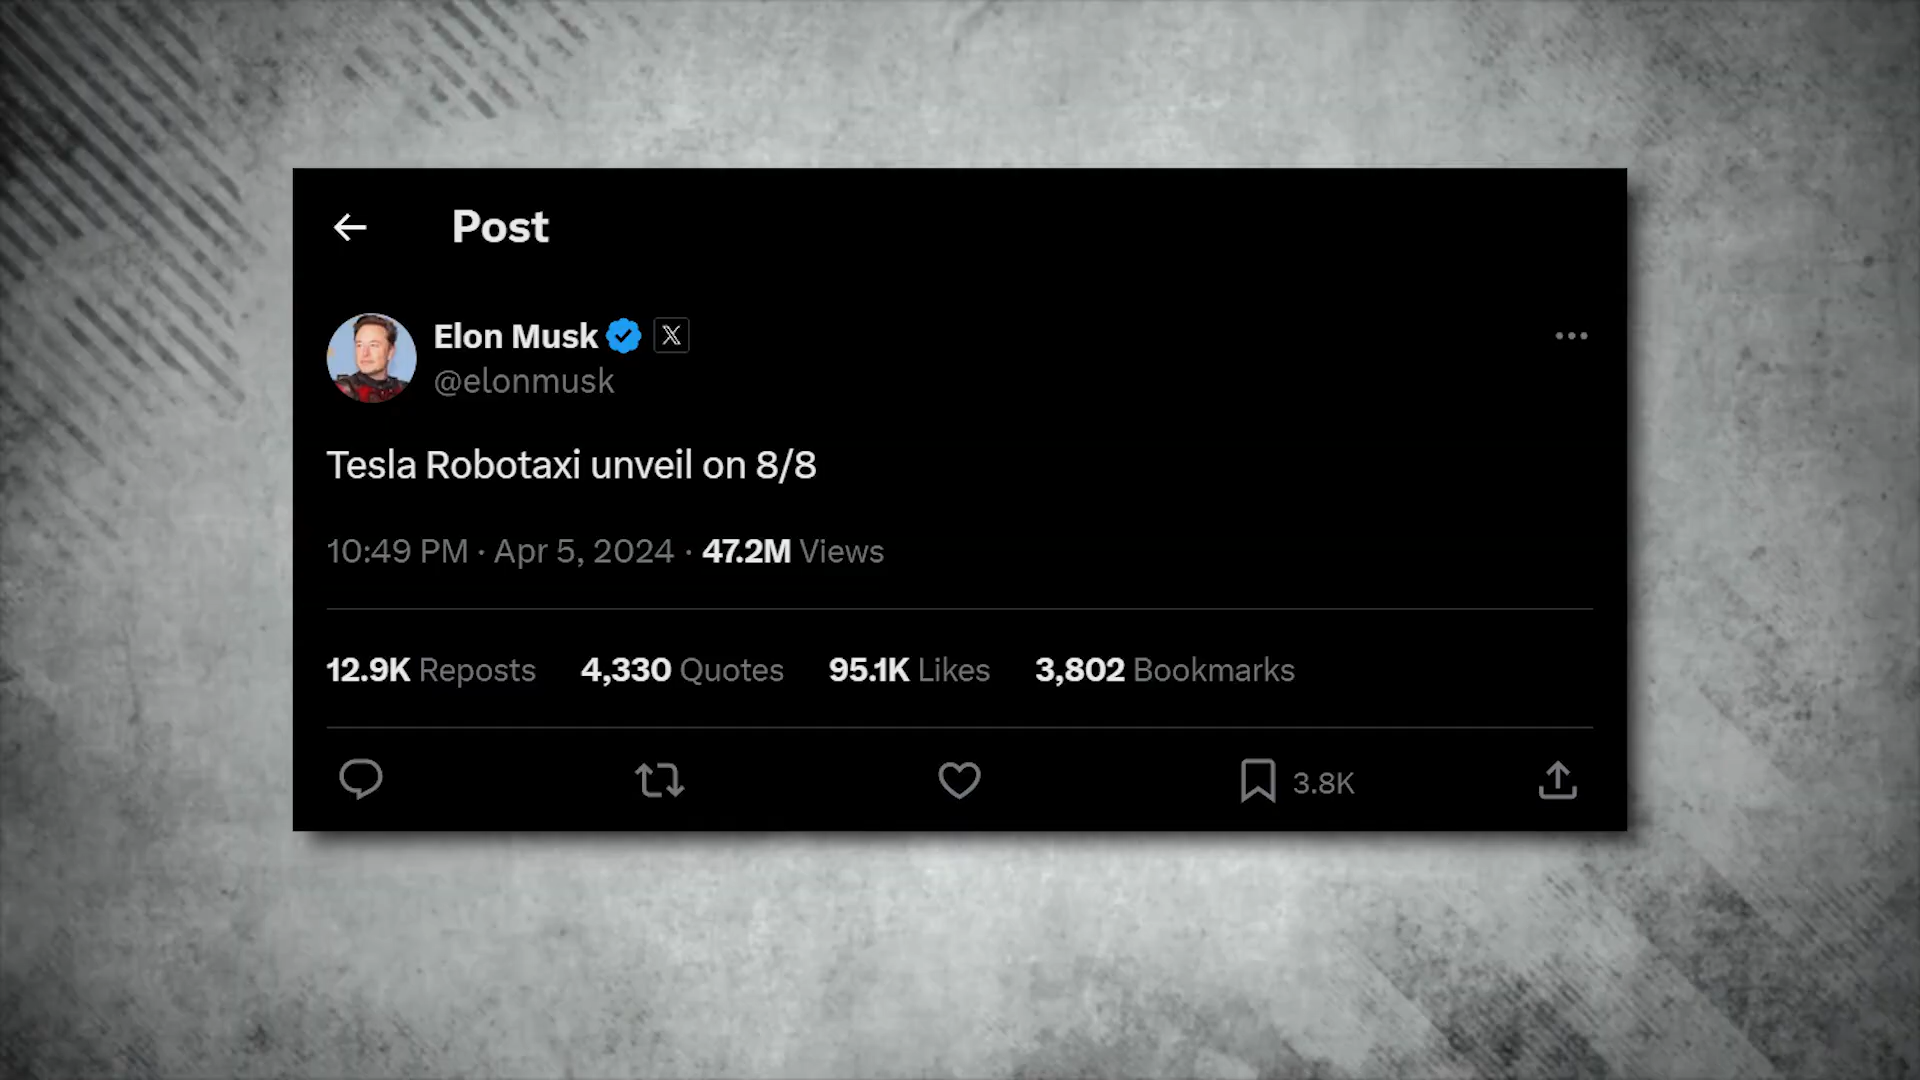 Post
Elon Musk X
@elonmusk
Tesla Robotaxi unveil on 8/8
10:49 PM · Apr 5, 2024 · 47.2M Views
12.9K Reposts 4,330 Quotes 95.1K Likes 3,802 Bookmarks
3.8K